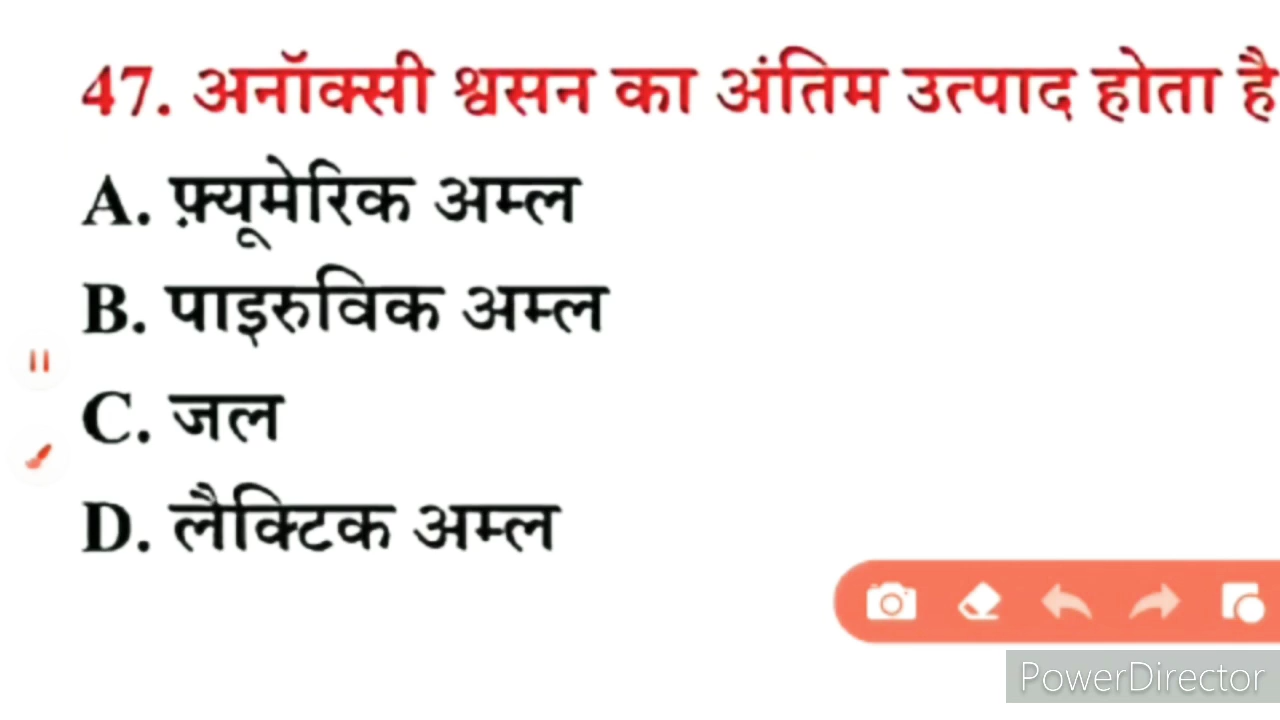 47. अनॉक्सी श्वसन का अंतिम उत्पाद होता है
A. फ़्यूमेरिक अम्ल
B. पाइरुविक अम्ल
C. जल
D. लैक्टिक अम्ल
PowerDirector